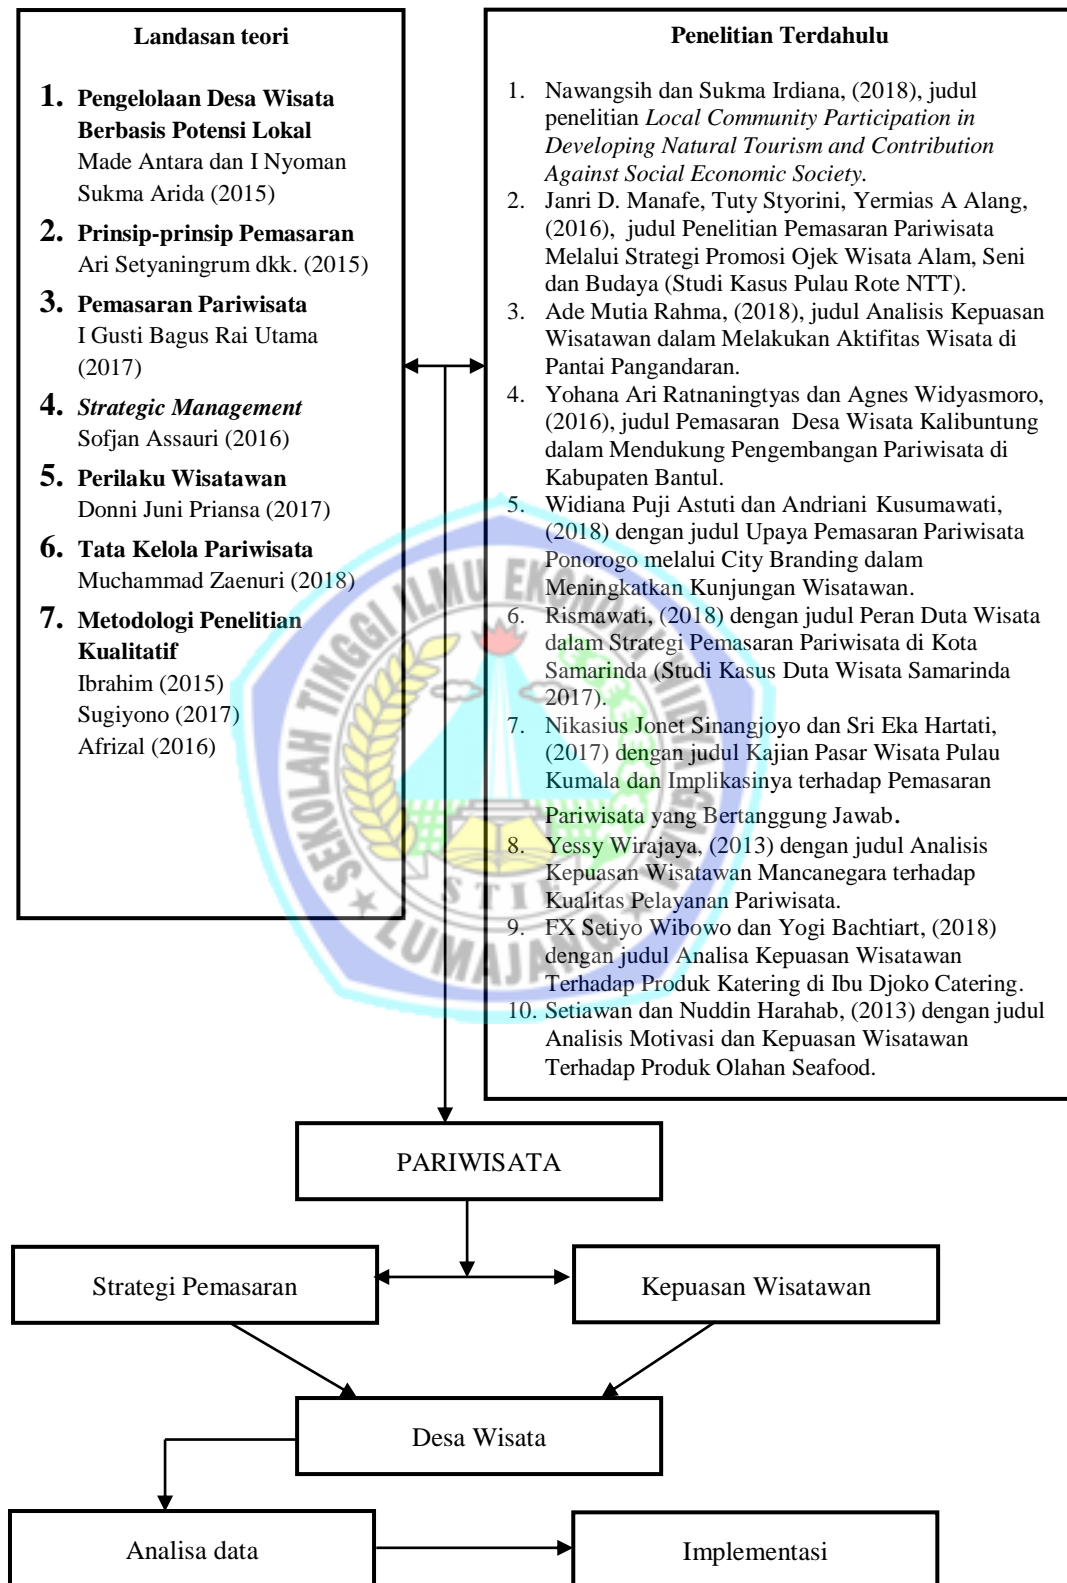 Landasan teori
1. Pengelolaan Desa Wisata
Berbasis Potensi Lokal
Made Antara dan I Nyoman
Sukma Arida (2015)
2. Prinsip-prinsip Pemasaran
Ari Setyaningrum dkk. (2015)
3. Pemasaran Pariwisata
I Gusti Bagus Rai Utama
(2017)
4. Strategic Management
Sofjan Assauri (2016)
5. Perilaku Wisatawan
Donni Juni Priansa (2017)
6. Tata Kelola Pariwisata
Muchammad Zaenuri (2018)
7. Metodologi Penelitian
Kualitatif
Ibrahim (2015)
Sugiyono (2017)
Afrizal (2016)
Penelitian Terdahulu
1. Nawangsih dan Sukma Irdiana, (2018), judul
penelitian Local Community Participation in
Developing Natural Tourism and Contribution
Against Social Economic Society.
2. Janri D. Manafe, Tuty Styorini, Yermias A Alang,
(2016), judul Penelitian Pemasaran Pariwisata
Melalui Strategi Promosi Ojek Wisata Alam, Seni
dan Budaya (Studi Kasus Pulau Rote NTT).
3. Ade Mutia Rahma, (2018), judul Analisis Kepuasan
Wisatawan dalam Melakukan Aktifitas Wisata di
Pantai Pangandaran.
4. Yohana Ari Ratnaningtyas dan Agnes Widyasmoro,
(2016), judul Pemasaran Desa Wisata Kalibuntung
dalam Mendukung Pengembangan Pariwisata di
Kabupaten Bantul.
5. Widiana Puji Astuti dan Andriani Kusumawati,
(2018) dengan judul Upaya Pemasaran Pariwisata
Ponorogo melalui City Branding dalam
Meningkatkan Kunjungan Wisatawan.
6. Rismawati, (2018) dengan judul Peran Duta Wisata
dalam Strategi Pemasaran Pariwisata di Kota
Samarinda (Studi Kasus Duta Wisata Samarinda
2017).
7. Nikasius Jonet Sinangjoyo dan Sri Eka Hartati,
(2017) dengan judul Kajian Pasar Wisata Pulau
Kumala dan Implikasinya terhadap Pemasaran
Pariwisata yang Bertanggung Jawab.
8. Yessy Wirajaya, (2013) dengan judul Analisis
Kepuasan Wisatawan Mancanegara terhadap
Kualitas Pelayanan Pariwisata.
9. FX Setiyo Wibowo dan Yogi Bachtiart, (2018)
dengan judul Analisa Kepuasan Wisatawan
Terhadap Produk Katering di Ibu Djoko Catering.
10. Setiawan dan Nuddin Harahab, (2013) dengan judul
Analisis Motivasi dan Kepuasan Wisatawan
Terhadap Produk Olahan Seafood.
SEKOLAH TINGGI ILMU EKONOMI WIDYA GAMA
STIE
LUMAJANG
PARIWISATA
Strategi Pemasaran
Kepuasan Wisatawan
Desa Wisata
Analisa data
Implementasi